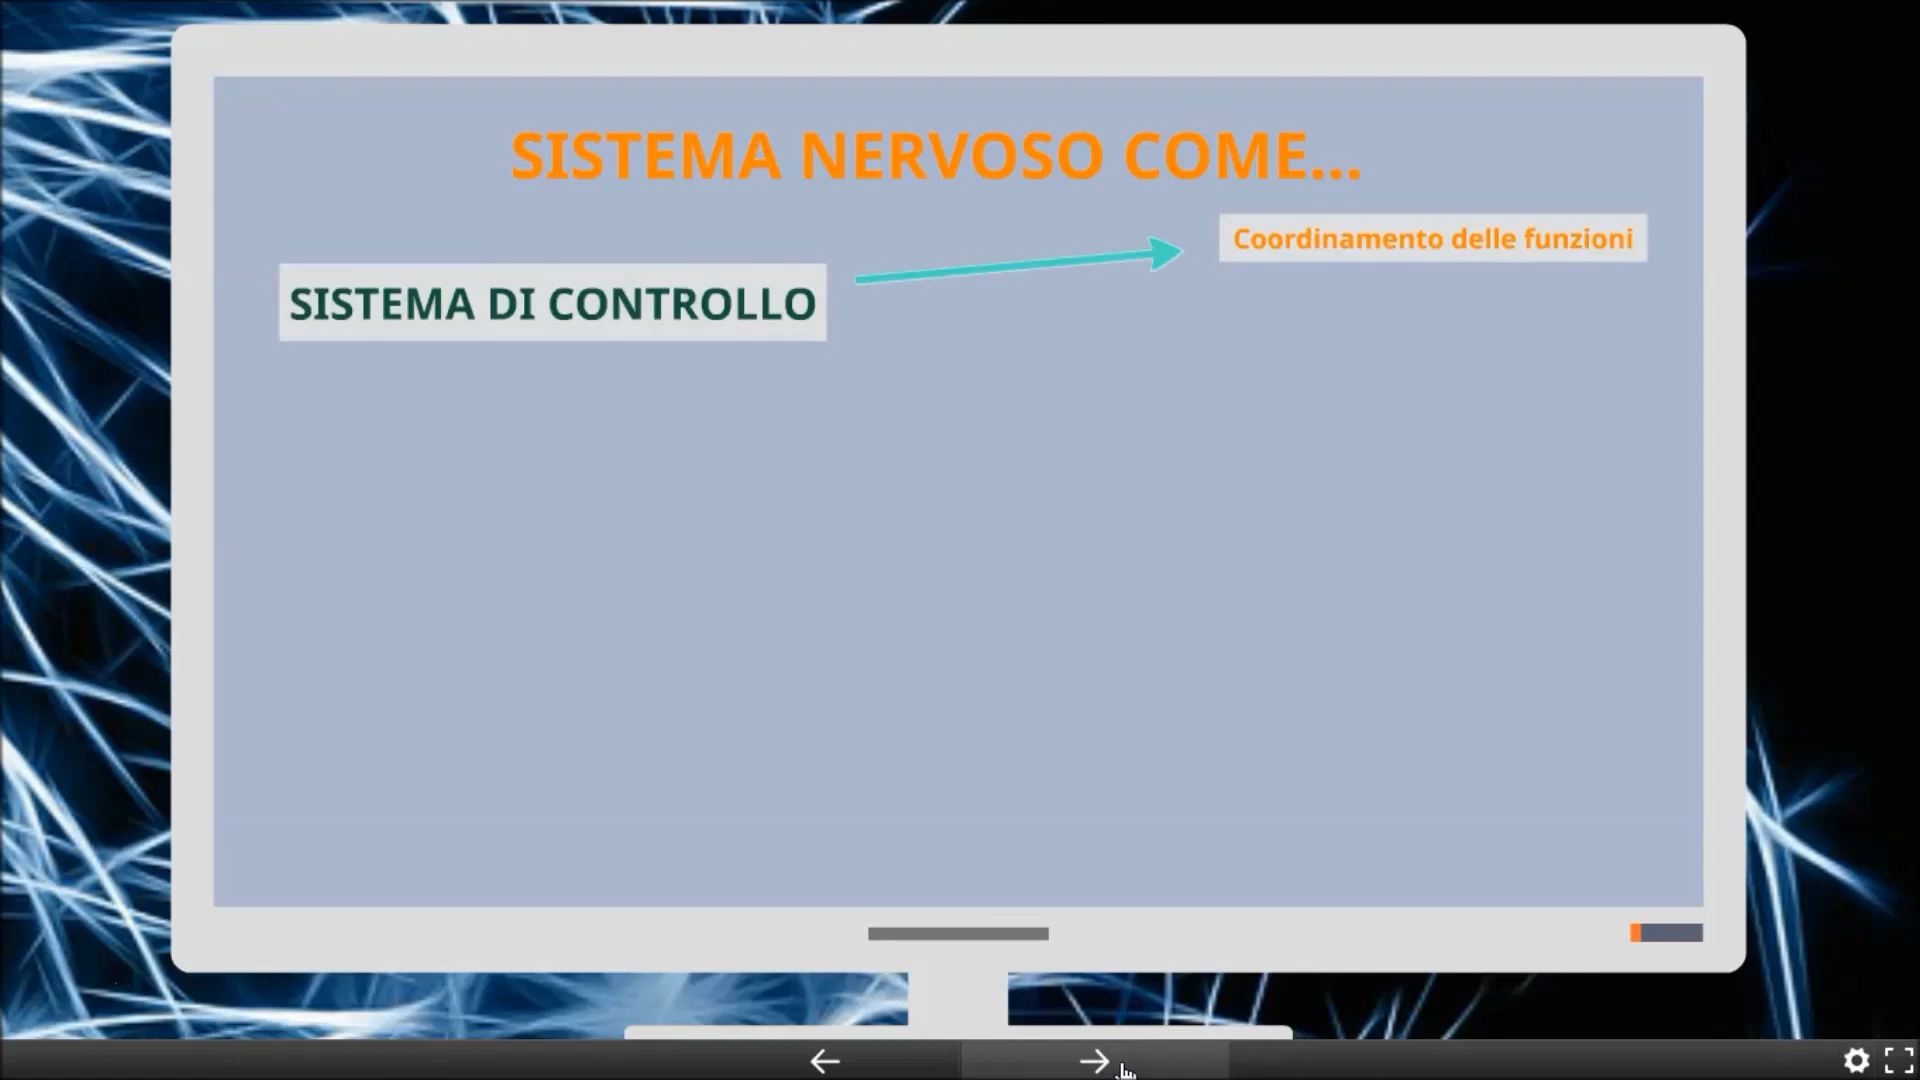 SISTEMA NERVOSO COME...
Coordinamento delle funzioni
SISTEMA DI CONTROLLO